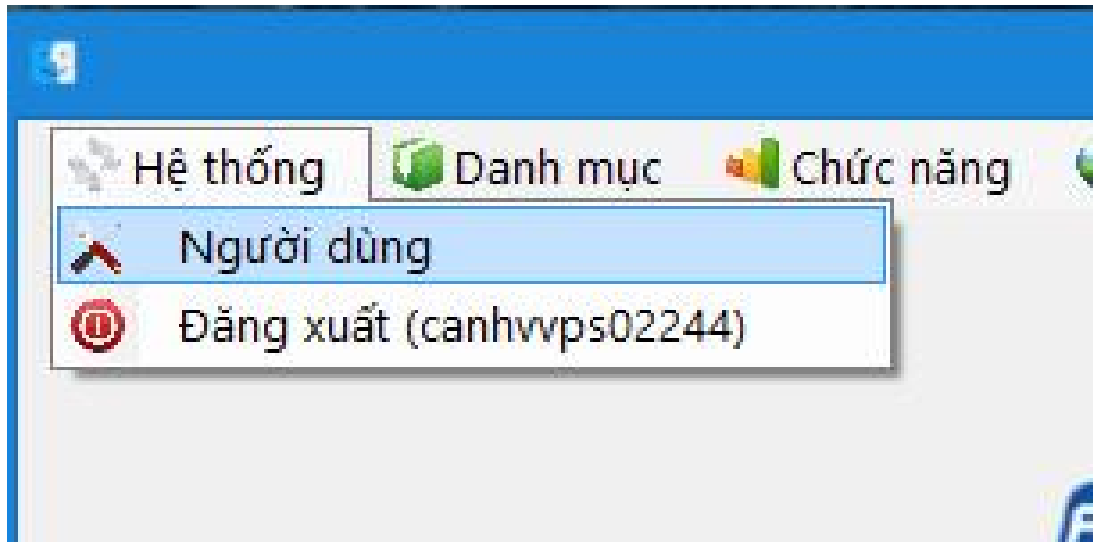 Hệ thống Danh mục Chức năng
Người dùng
Đăng xuất (canhvvps02244)